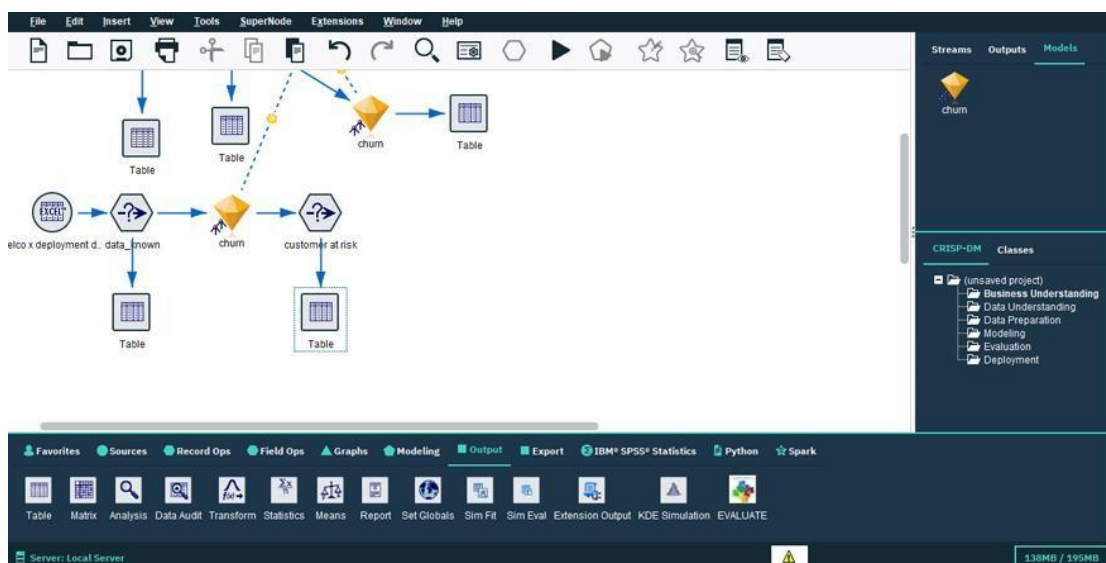 File Edit Insert View Tools SuperNode Extensions Window Help
Streams Outputs Models
churn
Table
Table
churn
Table
EXCEL
elco x deployment d.. data_known churn customer at risk
Table
Table
CRISP-DM Classes
(unsaved project)
Business Understanding
Data Understanding
Data Preparation
Modeling
Evaluation
Deployment
Favorites Sources Record Ops Field Ops Graphs Modeling Output Export IBM® SPSS® Statistics Python Spark
Table Matrix Analysis Data Audit Transform Statistics Means Report Set Globals Sim Fit Sim Eval Extension Output KDE Simulation EVALUATE
Server: Local Server
138MB / 195MB